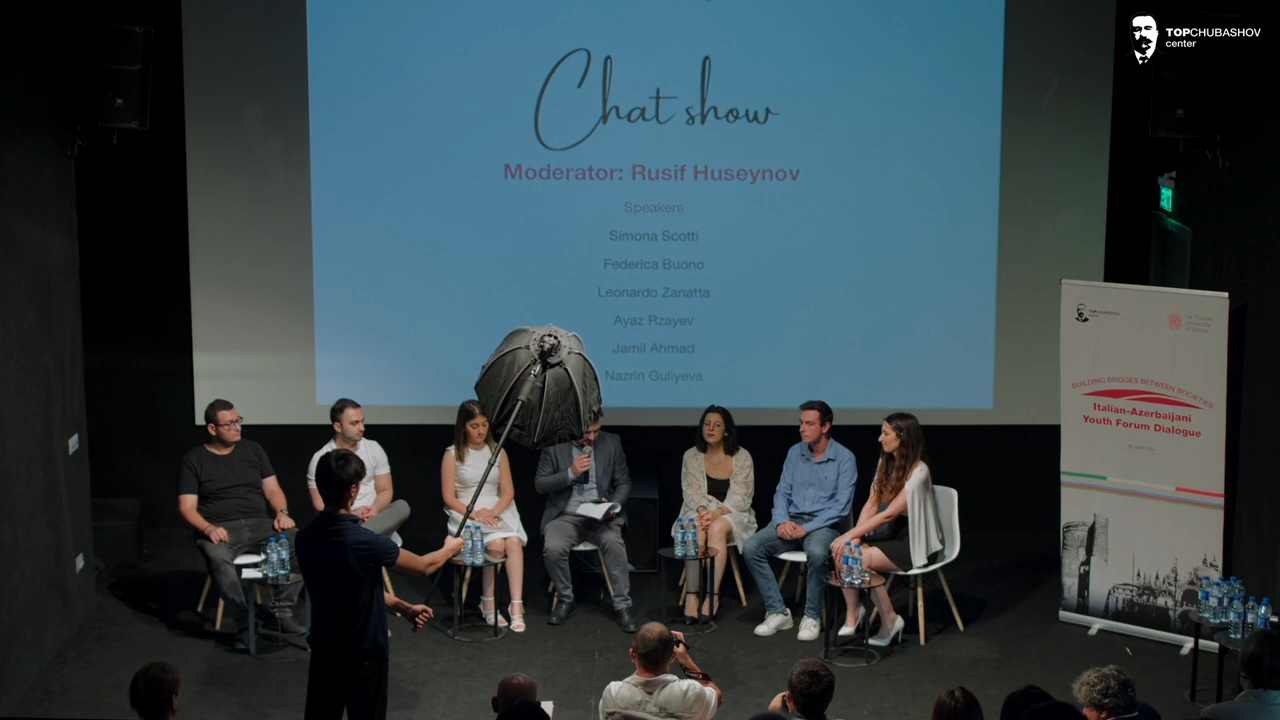 TOPCHUBASHOV
center
Chat show
Moderator: Rusif Huseynov
Speakers
Simona Scotti
Federica Buono
Leonardo Zanatta
Ayaz Rzayev
Jamil Ahmad
Nazrin Guliyeva
BUILDING BRIDGES BETWEEN SOCIETIES
Italian-Azerbaijani
Youth Forum Dialogue